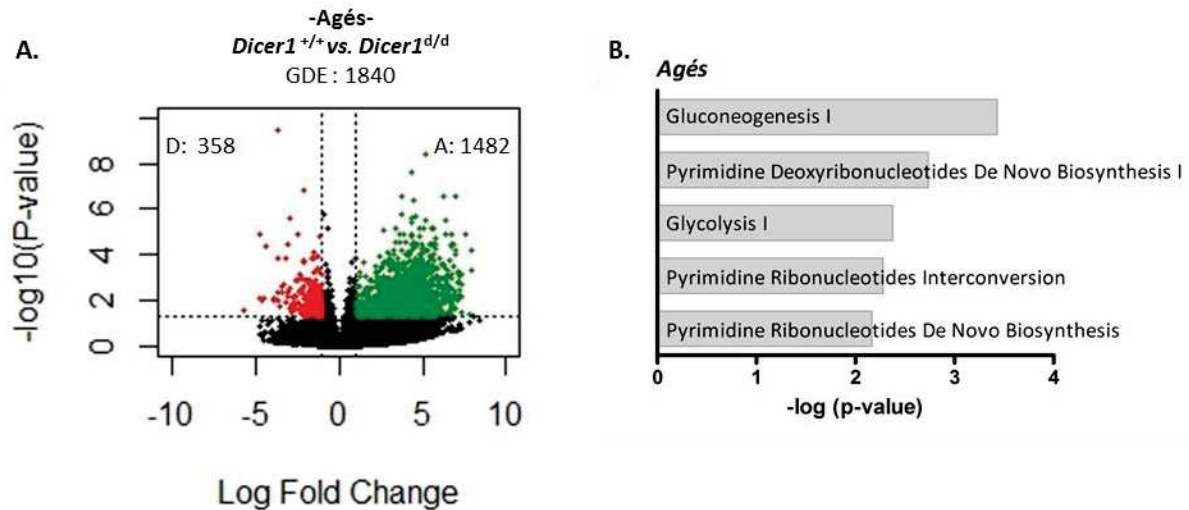 A.
-Agés-
Dicer1 +/+ vs. Dicer1 d/d
GDE : 1840
D: 358
A: 1482
-log10(P-value)
8
6
4
2
0
-10
-5
0
5
10
Log Fold Change
B.
Agés
Gluconeogenesis I
Pyrimidine Deoxyribonucleotides De Novo Biosynthesis I
Glycolysis I
Pyrimidine Ribonucleotides Interconversion
Pyrimidine Ribonucleotides De Novo Biosynthesis
0
1
2
3
4
-log (p-value)